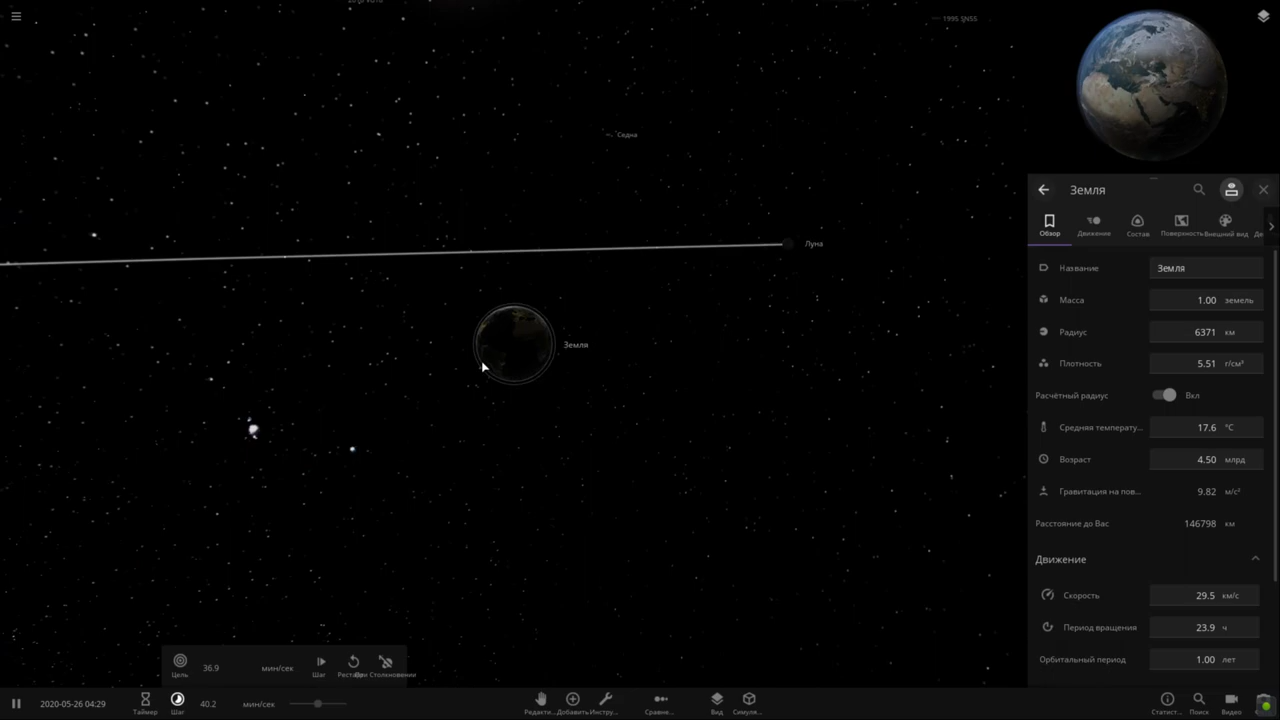 1995 SN55
Седна
Луна
Земля
Земля
Обзор
Движение
Состав
Поверхность
Внешний вид
Название
Земля
Масса
1.00 земель
Радиус
6371 км
Плотность
5.51 г/см³
Расчётный радиус
Вкл
Средняя температу...
17.6 °C
Возраст
4.50 млрд
Гравитация на пов...
9.82 м/с²
Расстояние до Вас
146798 км
Движение
Скорость
29.5 км/с
Период вращения
23.9 ч
Орбитальный период
1.00 лет
Цель
36.9 мин/сек
Шаг
При Столкновении
2020-05-26 04:29
Таймер
Шаг
40.2 мин/сек
Редакти...
Добавить
Инстру...
Сравне...
Вид
Симуля...
Статист...
Поиск
Видео